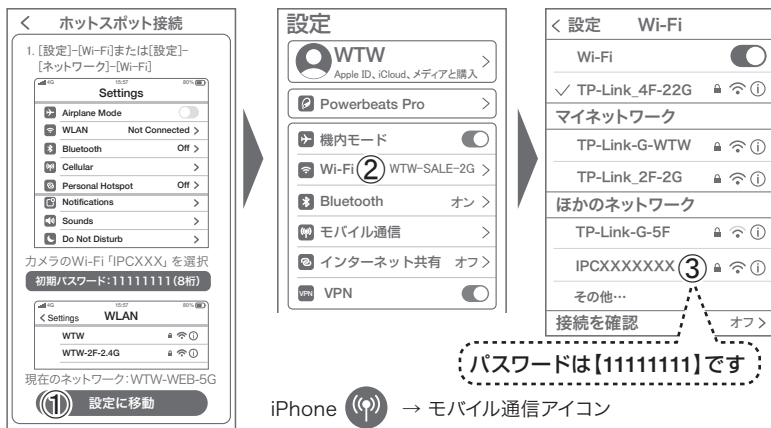 ホットスポット接続
1. [設定]-[Wi-Fi]または[設定]-
[ネットワーク]-[Wi-Fi]
4G 15:57 80%
Settings
Airplane Mode
WLAN Not Connected
Bluetooth Off
Cellular
Personal Hotspot Off
Notifications
Sounds
Do Not Disturb
カメラのWi-Fi「IPCXXX」を選択
初期パスワード:11111111(8桁)
4G 15:57 80%
Settings WLAN
WTW
WTW-2F-2.4G
現在のネットワーク:WTW-WEB-5G
① 設定に移動
設定
WTW
Apple ID、iCloud、メディアと購入
Powerbeats Pro
機内モード
Wi-Fi ② WTW-SALE-2G
Bluetooth オン
モバイル通信
インターネット共有 オフ
VPN VPN
設定 Wi-Fi
Wi-Fi
TP-Link_4F-22G
マイネットワーク
TP-Link-G-WTW
TP-Link_2F-2G
ほかのネットワーク
TP-Link-G-5F
IPCXXXXXXX ③
その他…
接続を確認 オフ
パスワードは【11111111】です
iPhone → モバイル通信アイコン